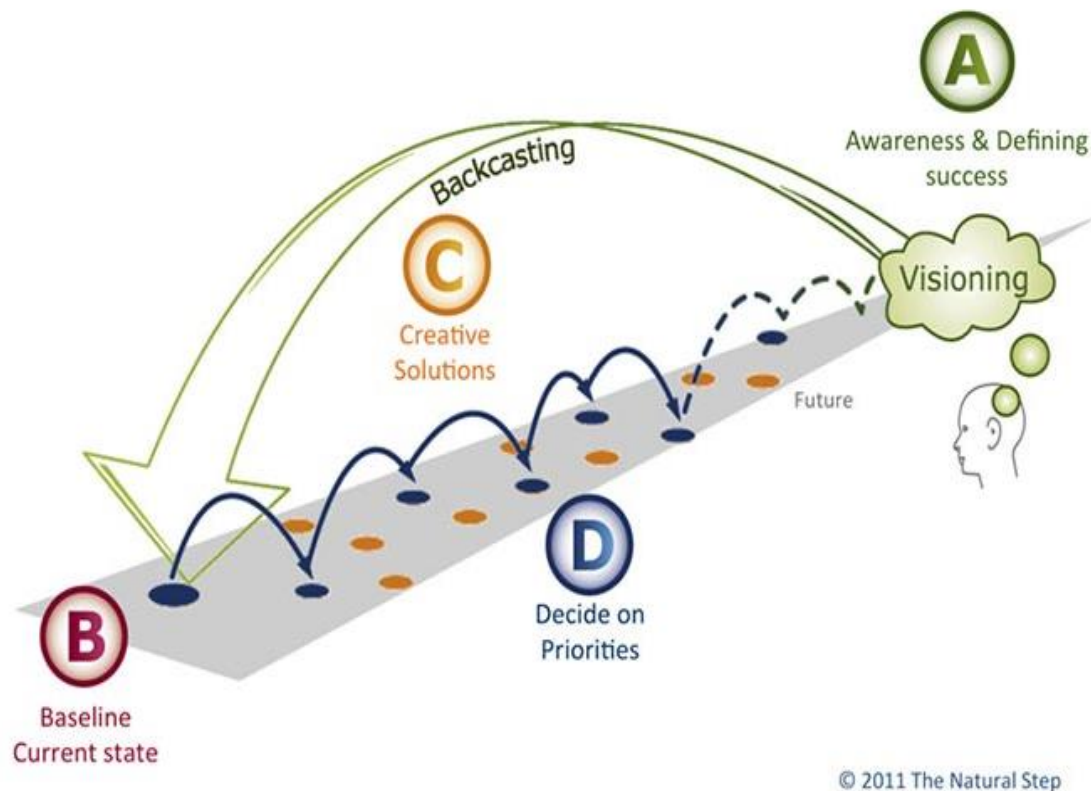 A
Awareness & Defining
success
Backcasting
C
Creative
Solutions
Visioning
Future
D
Decide on
Priorities
B
Baseline
Current state
© 2011 The Natural Step